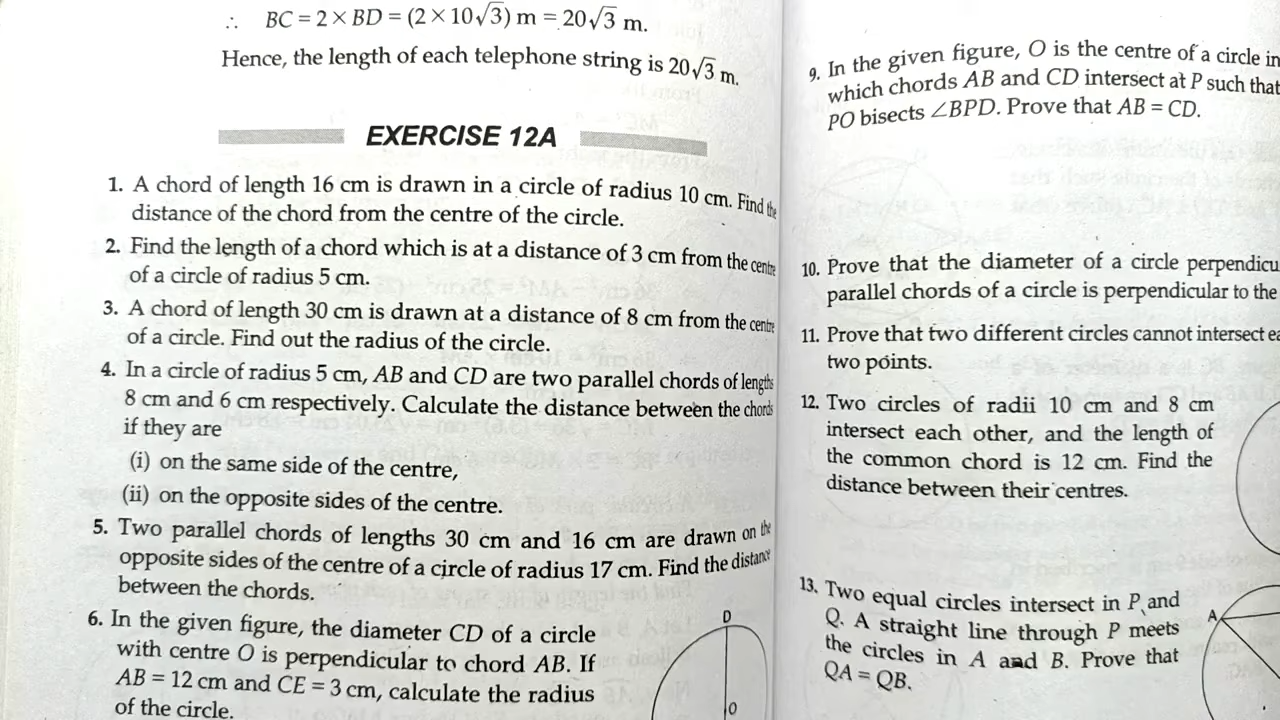 ∴ BC = 2 × BD = (2 × 10√3) m = 20√3 m.
Hence, the length of each telephone string is 20√3 m.
EXERCISE 12A
1. A chord of length 16 cm is drawn in a circle of radius 10 cm. Find the
distance of the chord from the centre of the circle.
2. Find the length of a chord which is at a distance of 3 cm from the centre
of a circle of radius 5 cm.
3. A chord of length 30 cm is drawn at a distance of 8 cm from the centre
of a circle. Find out the radius of the circle.
4. In a circle of radius 5 cm, AB and CD are two parallel chords of lengths
8 cm and 6 cm respectively. Calculate the distance between the chords
if they are
(i) on the same side of the centre,
(ii) on the opposite sides of the centre.
5. Two parallel chords of lengths 30 cm and 16 cm are drawn on the
opposite sides of the centre of a circle of radius 17 cm. Find the distance
between the chords.
6. In the given figure, the diameter CD of a circle
with centre O is perpendicular to chord AB. If
AB = 12 cm and CE = 3 cm, calculate the radius
of the circle.
D
O
9. In the given figure, O is the centre of a circle in
which chords AB and CD intersect at P such that
PO bisects ∠BPD. Prove that AB = CD.
10. Prove that the diameter of a circle perpendicu
parallel chords of a circle is perpendicular to the
11. Prove that two different circles cannot intersect ea
two points.
12. Two circles of radii 10 cm and 8 cm
intersect each other, and the length of
the common chord is 12 cm. Find the
distance between their centres.
13. Two equal circles intersect in P and
Q. A straight line through P meets
the circles in A and B. Prove that
QA = QB.
A